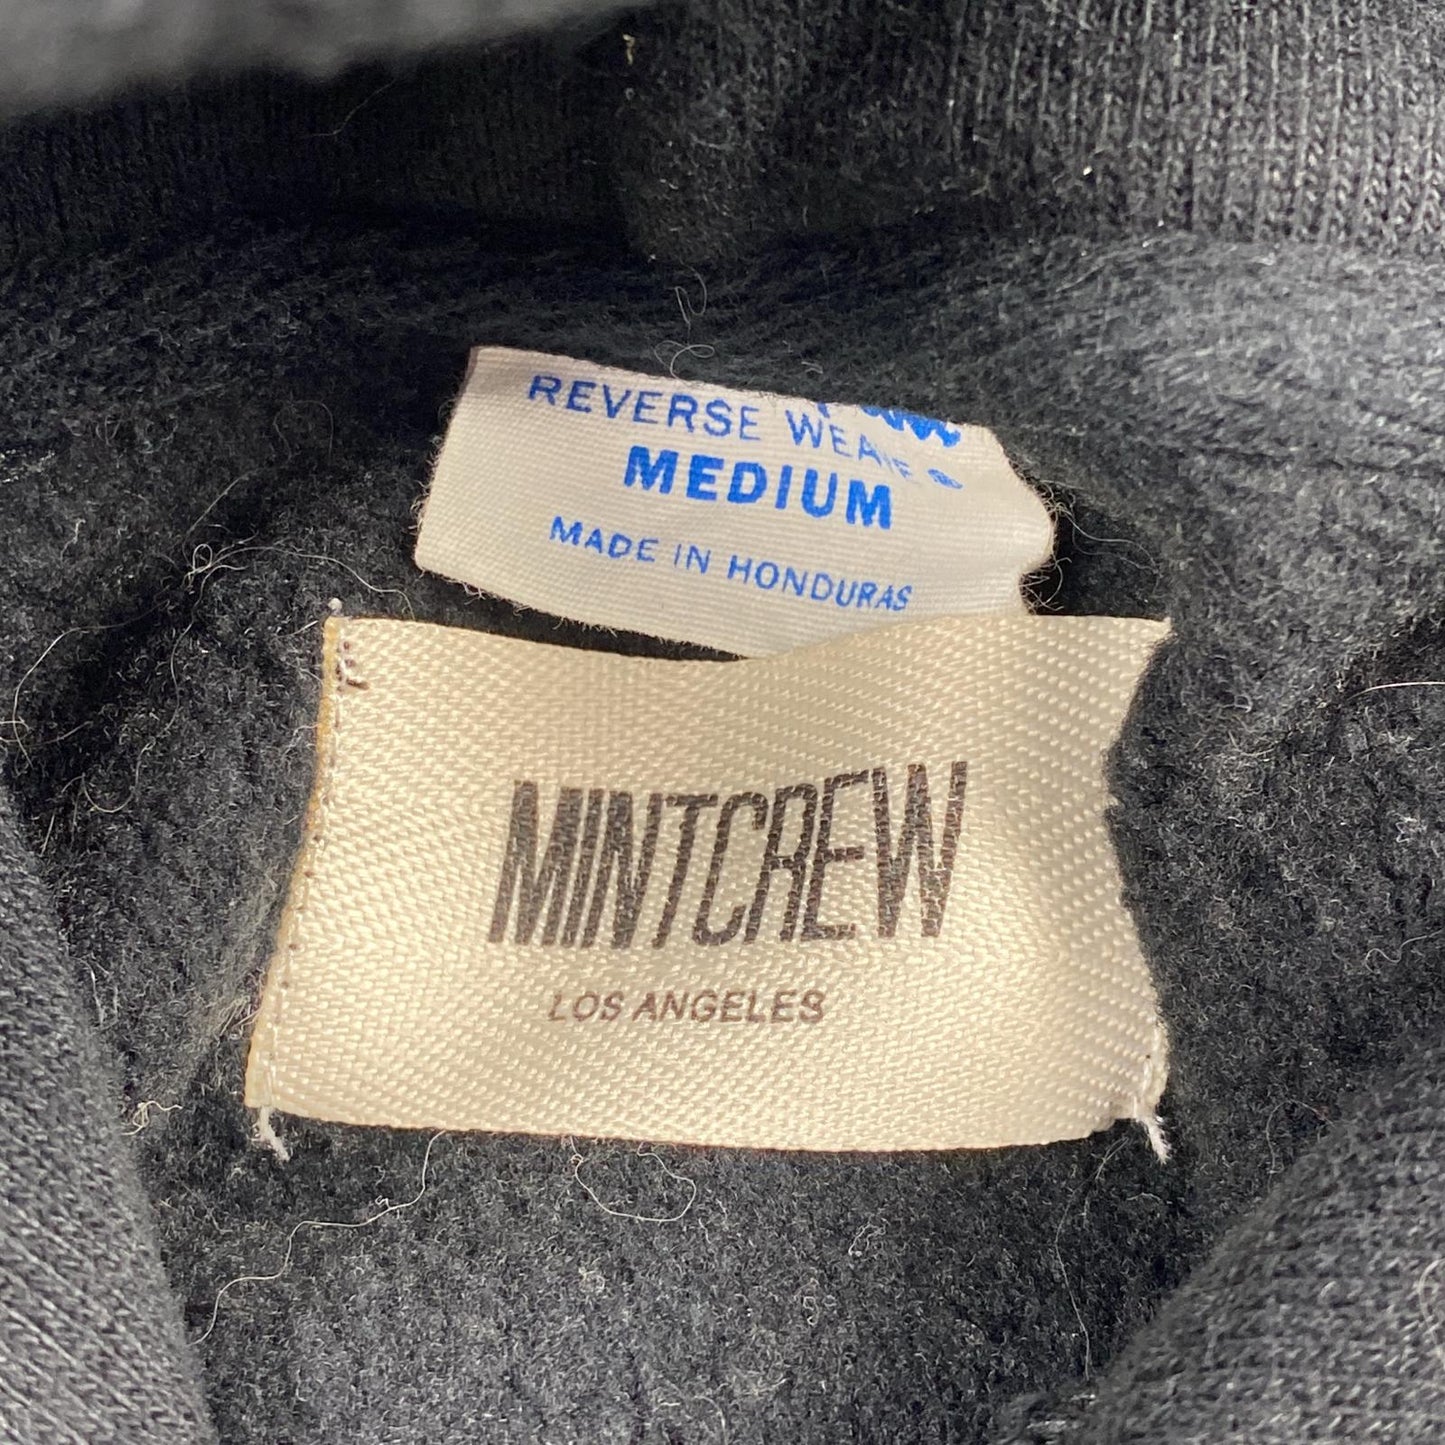 REVERSE WEAVE ®
MEDIUM
MADE IN HONDURAS
MINTCREW
LOS ANGELES